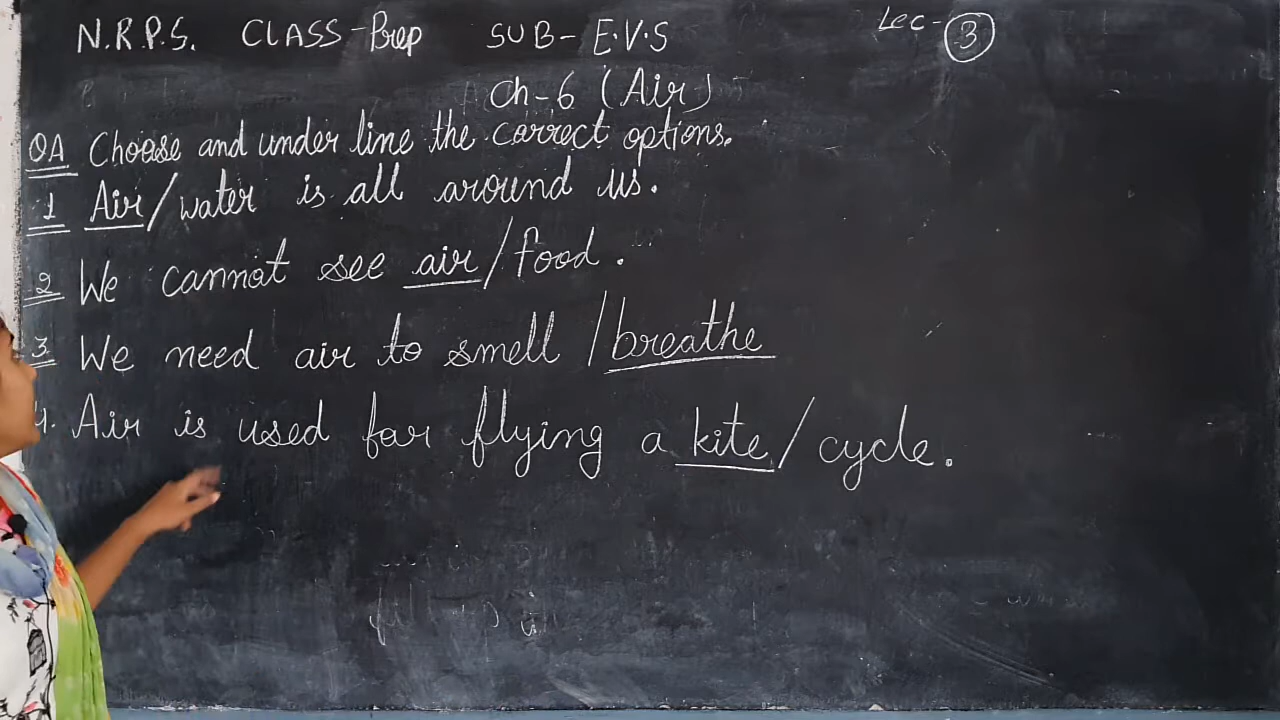 N.R.P.S. CLASS-Prep SUB- E.V.S Lec- 3
Ch-6 (Air)
QA Choose and under line the correct options.
1 Air/water is all around us.
2 We cannot see air/food.
3 We need air to smell /breathe
4. Air is used for flying a kite/ cycle.